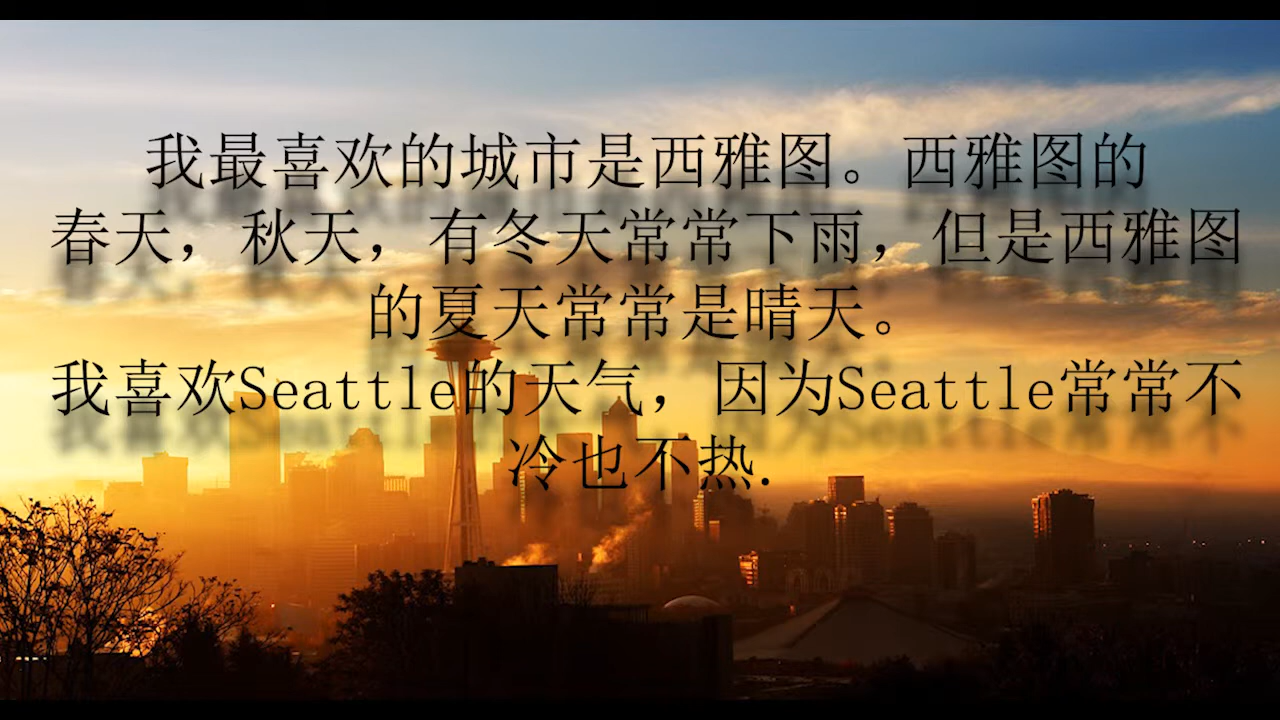 我最喜欢的城市是西雅图。西雅图的
春天，秋天，有冬天常常下雨，但是西雅图
的夏天常常是晴天。
我喜欢Seattle的天气，因为Seattle常常不
冷也不热.